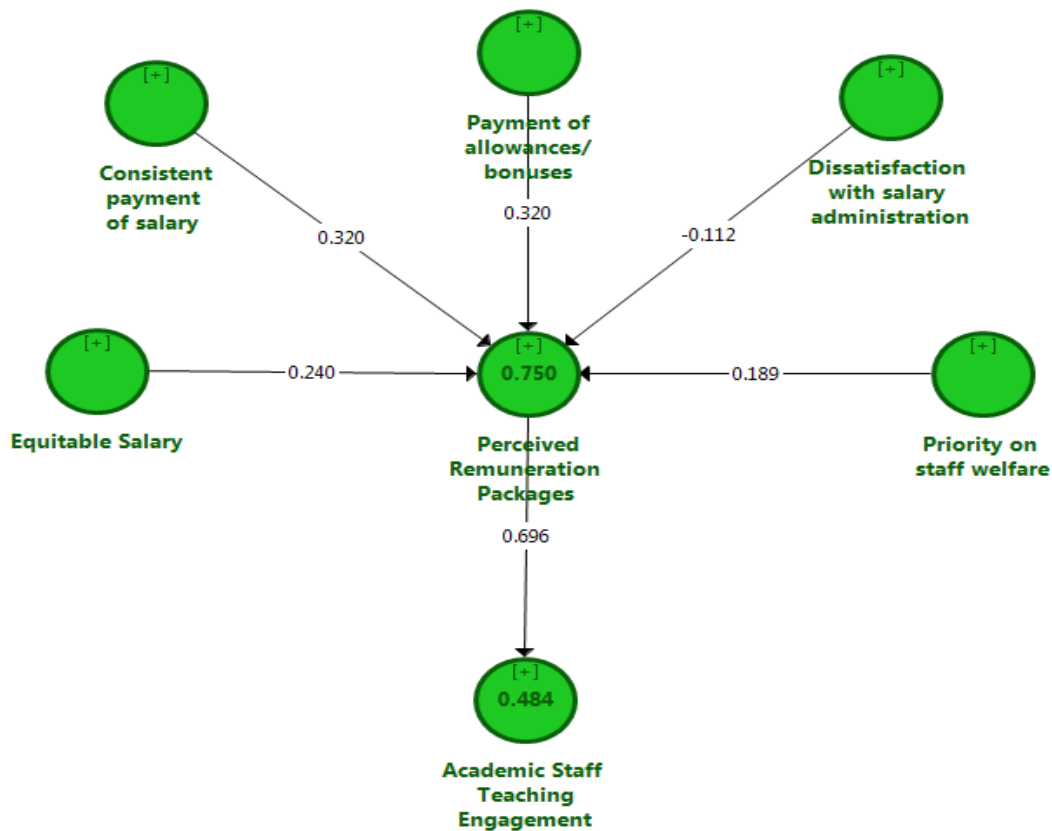 [+]
Payment of
allowances/
bonuses
[+]
Consistent
payment
of salary
[+]
Dissatisfaction
with salary
administration
0.320
0.320
-0.112
[+]
Equitable Salary
0.240
[+]
0.750
Perceived
Remuneration
Packages
0.189
[+]
Priority on
staff welfare
0.696
[+]
0.484
Academic Staff
Teaching
Engagement